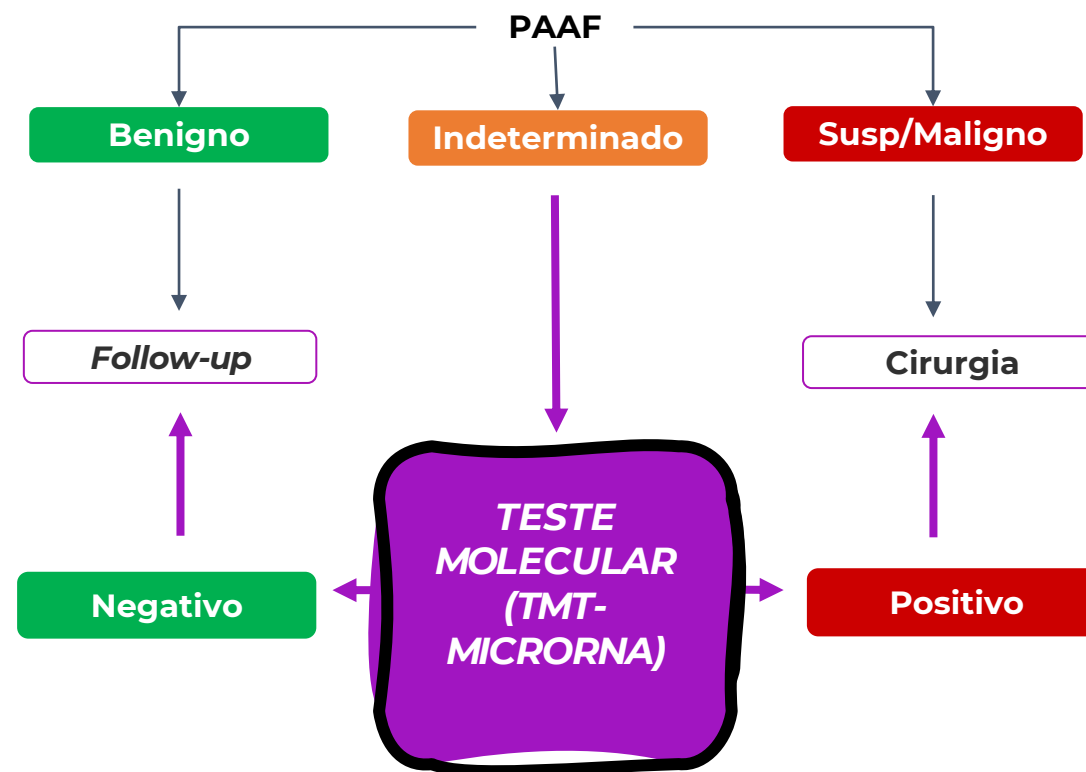 PAAF
Benigno
Indeterminado
Susp/Maligno
Follow-up
Cirurgia
TESTE
MOLECULAR
(TMT-
MICRORNA)
Negativo
Positivo